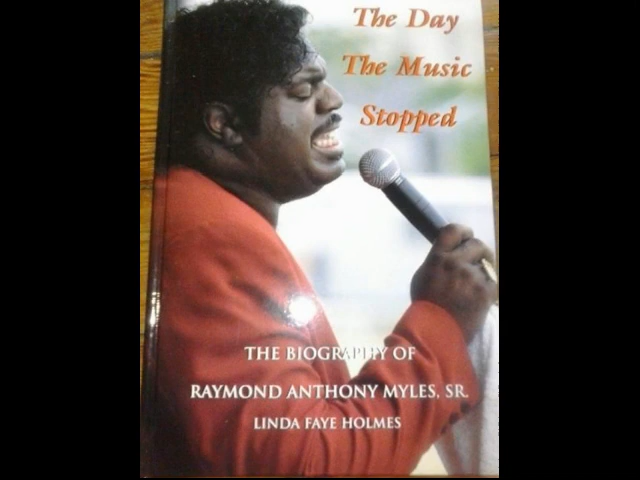 The Day
The Music
Stopped
THE BIOGRAPHY OF
RAYMOND ANTHONY MYLES, SR.
LINDA FAYE HOLMES